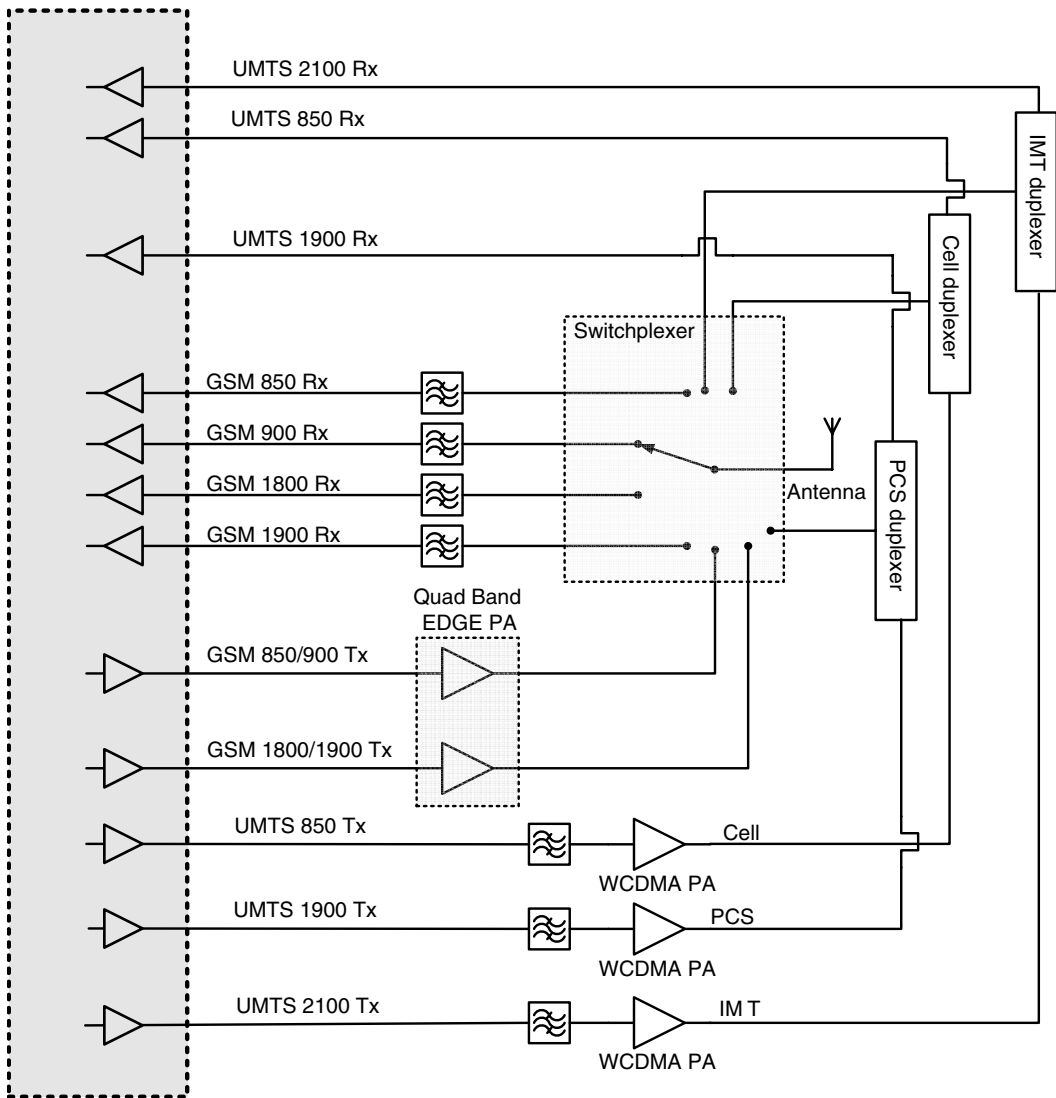 UMTS 2100 Rx
UMTS 850 Rx
IMT duplexer
UMTS 1900 Rx
Cell duplexer
Switchplexer
GSM 850 Rx
GSM 900 Rx
GSM 1800 Rx
Antenna
PCS duplexer
GSM 1900 Rx
Quad Band
EDGE PA
GSM 850/900 Tx
GSM 1800/1900 Tx
UMTS 850 Tx
Cell
WCDMA PA
UMTS 1900 Tx
PCS
WCDMA PA
UMTS 2100 Tx
IM T
WCDMA PA